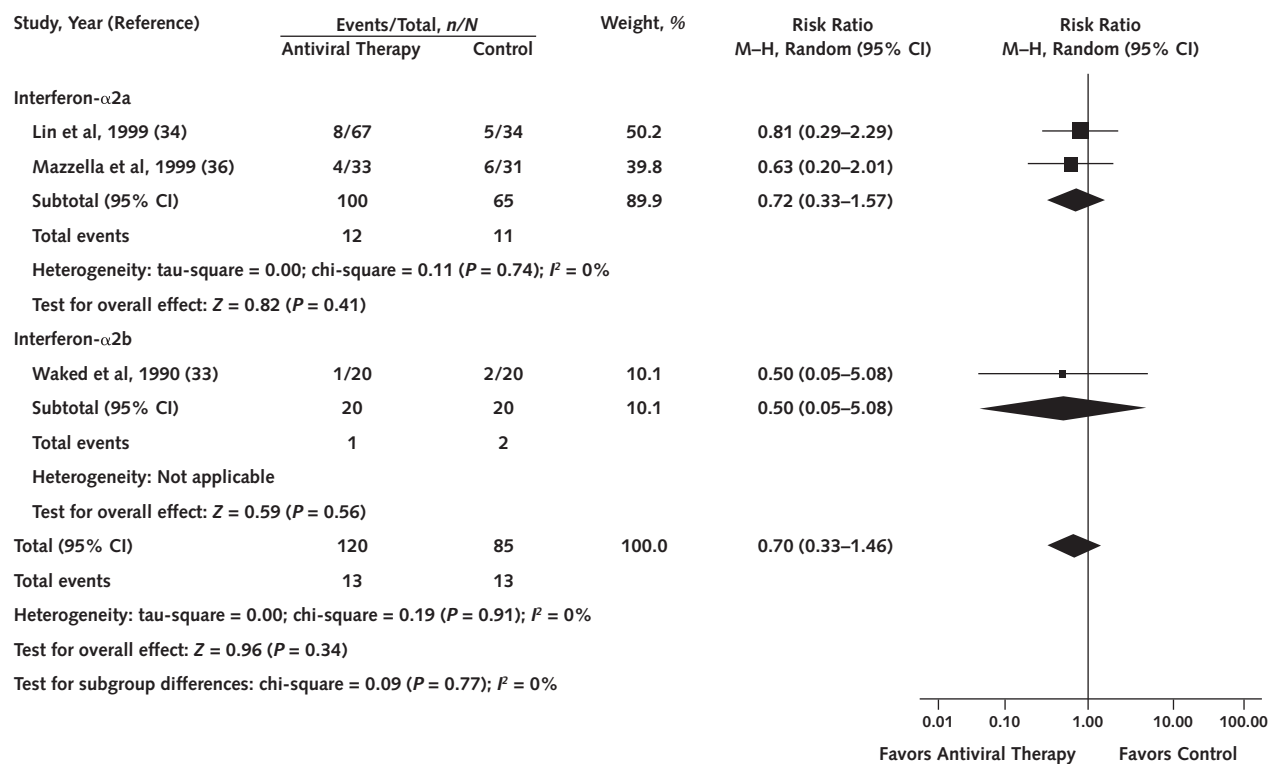 Study, Year (Reference) Events/Total, n/N Weight, % Risk Ratio Risk Ratio
Antiviral Therapy Control M–H, Random (95% CI) M–H, Random (95% CI)
Interferon-α2a
Lin et al, 1999 (34) 8/67 5/34 50.2 0.81 (0.29–2.29)
Mazzella et al, 1999 (36) 4/33 6/31 39.8 0.63 (0.20–2.01)
Subtotal (95% CI) 100 65 89.9 0.72 (0.33–1.57)
Total events 12 11
Heterogeneity: tau-square = 0.00; chi-square = 0.11 (P = 0.74); I² = 0%
Test for overall effect: Z = 0.82 (P = 0.41)
Interferon-α2b
Waked et al, 1990 (33) 1/20 2/20 10.1 0.50 (0.05–5.08)
Subtotal (95% CI) 20 20 10.1 0.50 (0.05–5.08)
Total events 1 2
Heterogeneity: Not applicable
Test for overall effect: Z = 0.59 (P = 0.56)
Total (95% CI) 120 85 100.0 0.70 (0.33–1.46)
Total events 13 13
Heterogeneity: tau-square = 0.00; chi-square = 0.19 (P = 0.91); I² = 0%
Test for overall effect: Z = 0.96 (P = 0.34)
Test for subgroup differences: chi-square = 0.09 (P = 0.77); I² = 0%
0.01 0.10 1.00 10.00 100.00
Favors Antiviral Therapy Favors Control